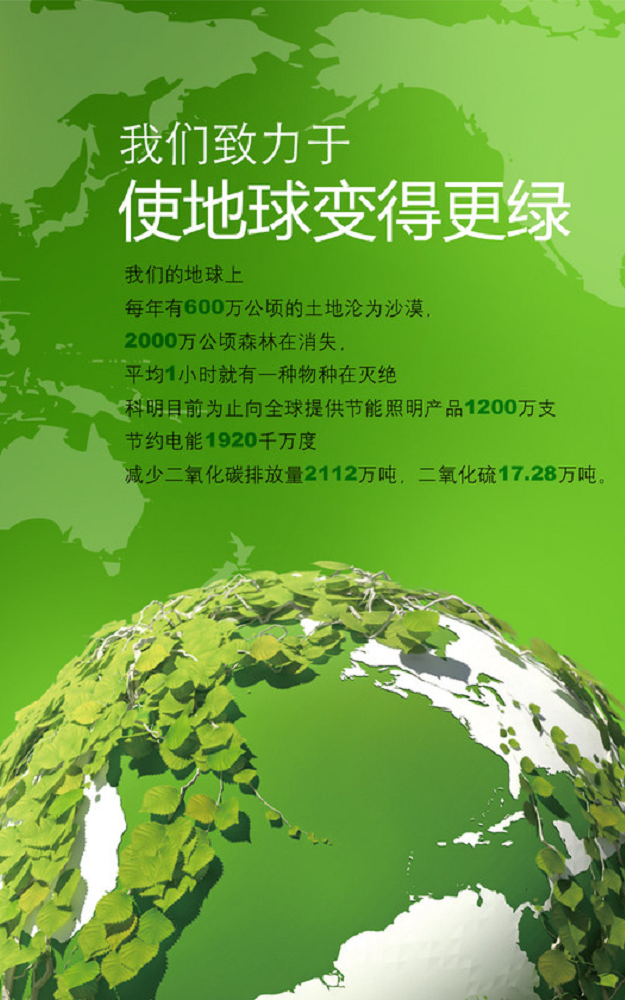 我们致力于
使地球变得更绿
我们的地球上
每年有600万公顷的土地沦为沙漠,
2000万公顷森林在消失,
平均1小时就有一种物种在灭绝
科明目前为止向全球提供节能照明产品1200万支
节约电能1920千万度
减少二氧化碳排放量2112万吨, 二氧化硫17.28万吨。